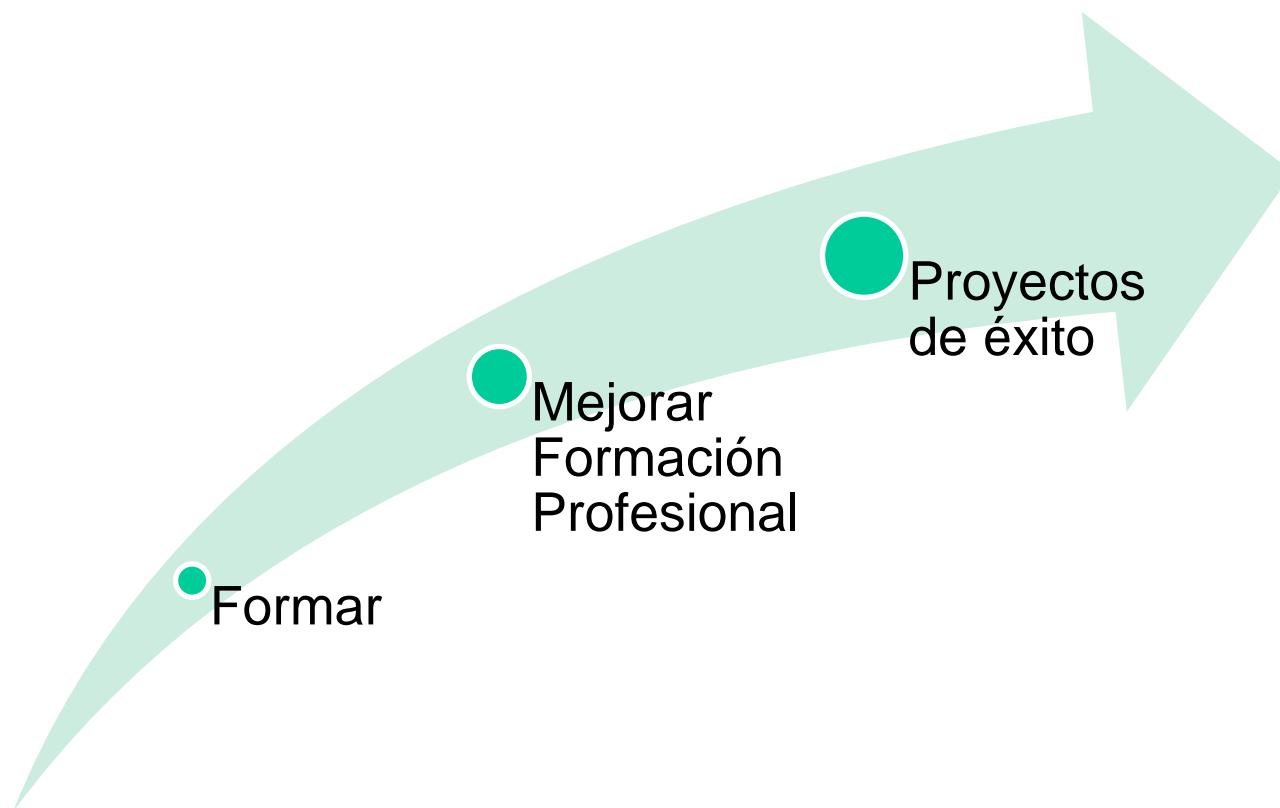 Proyectos
de éxito
Mejorar
Formación
Profesional
Formar